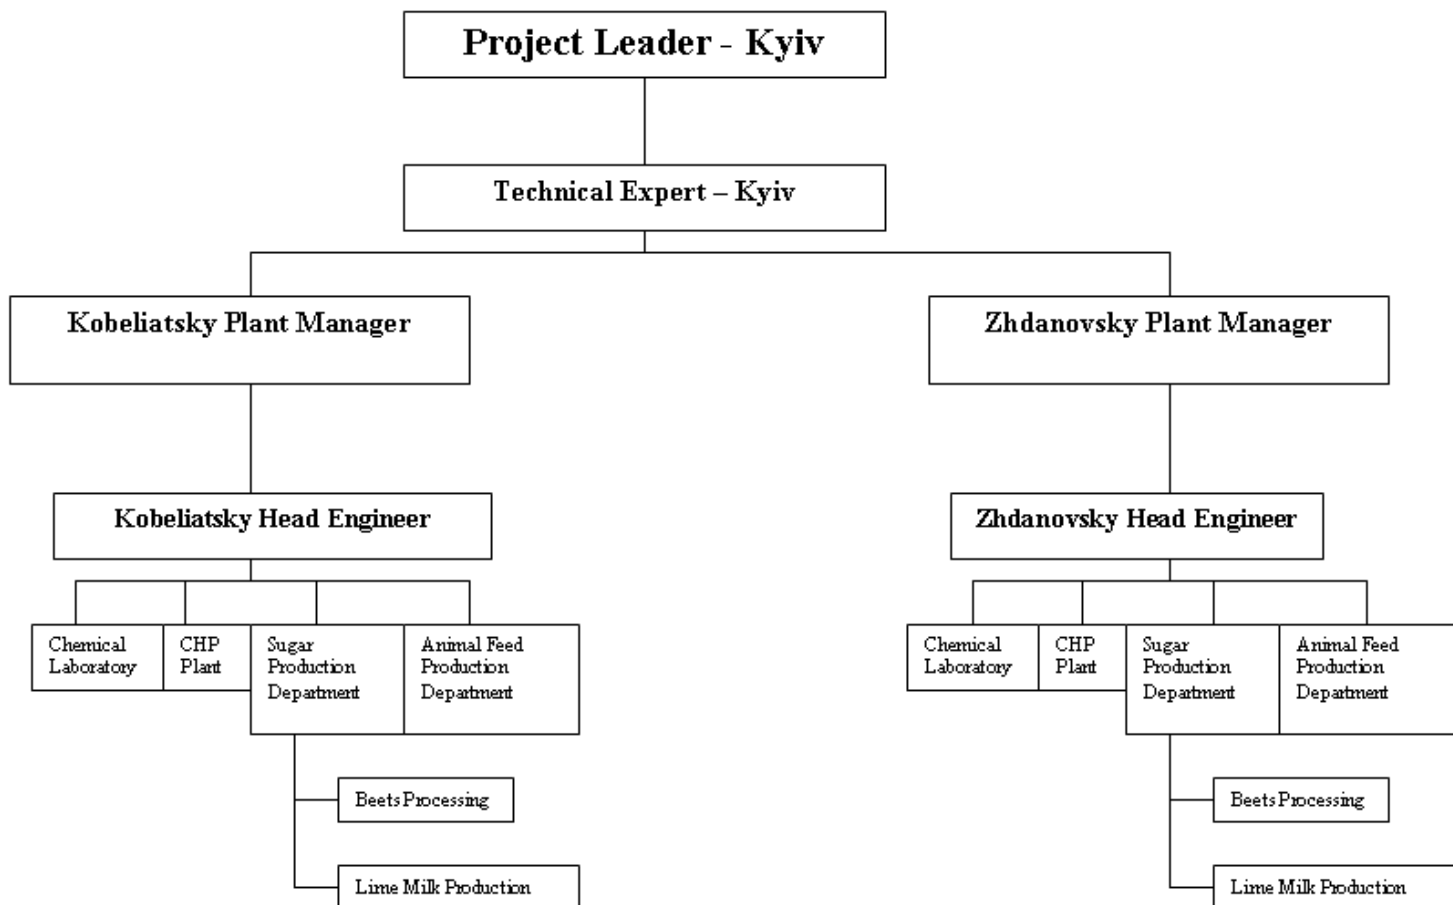 Project Leader - Kyiv
Technical Expert – Kyiv
Kobeliatsky Plant Manager
Zhdanovsky Plant Manager
Kobeliatsky Head Engineer
Zhdanovsky Head Engineer
Chemical
Laboratory
CHP
Plant
Sugar
Production
Department
Animal Feed
Production
Department
Chemical
Laboratory
CHP
Plant
Sugar
Production
Department
Animal Feed
Production
Department
Beets Processing
Beets Processing
Lime Milk Production
Lime Milk Production